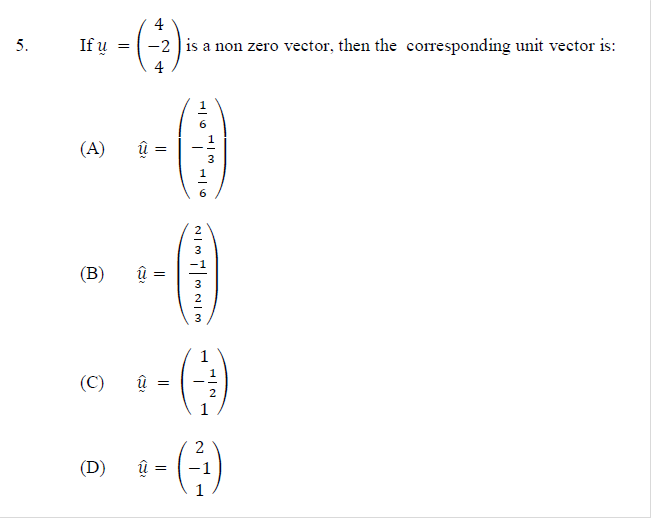 5. If ṵ = (4, −2, 4) is a non zero vector, then the corresponding unit vector is:
(A) ṵ̂ = (1/6, −1/3, 1/6)
(B) ṵ̂ = (2/3, −1/3, 2/3)
(C) ṵ̂ = (1, −1/2, 1)
(D) ṵ̂ = (2, −1, 1)